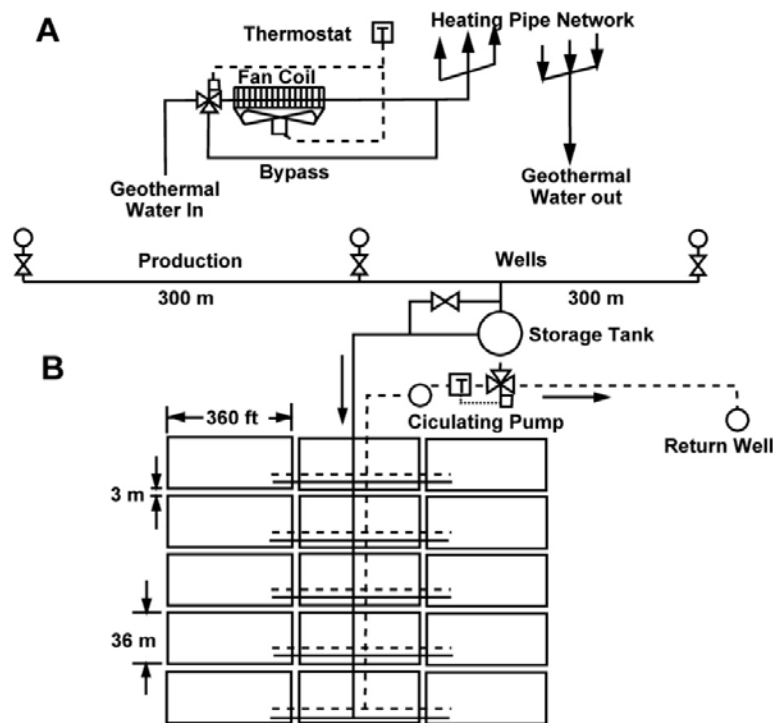 A
Thermostat
T
Heating Pipe Network
Fan Coil
Bypass
Geothermal
Water In
Geothermal
Water out
Production
Wells
300 m
300 m
Storage Tank
B
T
360 ft
Ciculating Pump
Return Well
3 m
36 m